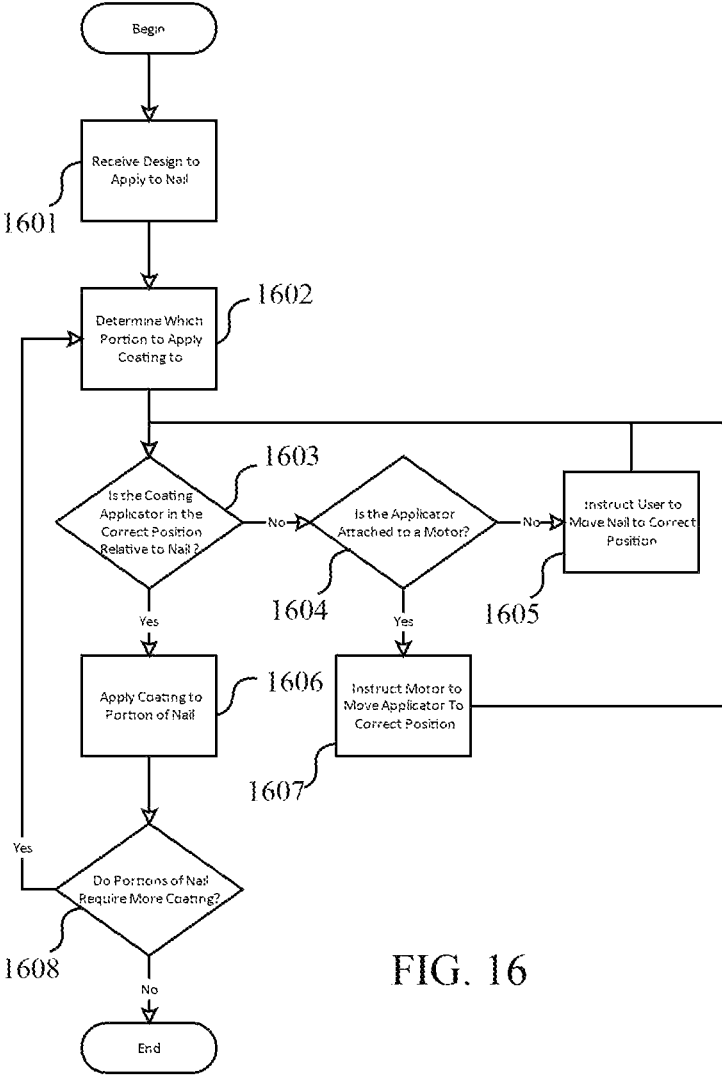 Begin
Receive Design to
Apply to Nail
1601
1602
Determine Which
Portion to Apply
Coating to
1603
Is the Coating
Applicator in the
Correct Position
Relative to Nail?
No
Is the Applicator
Attached to a Motor?
1604
No
Instruct User to
Move Nail to Correct
Position
1605
Yes
Yes
Apply Coating to
Portion of Nail
1606
Instruct Motor to
Move Applicator To
Correct Position
1607
Yes
Do Portions of Nail
Require More Coating?
1608
No
End
FIG. 16